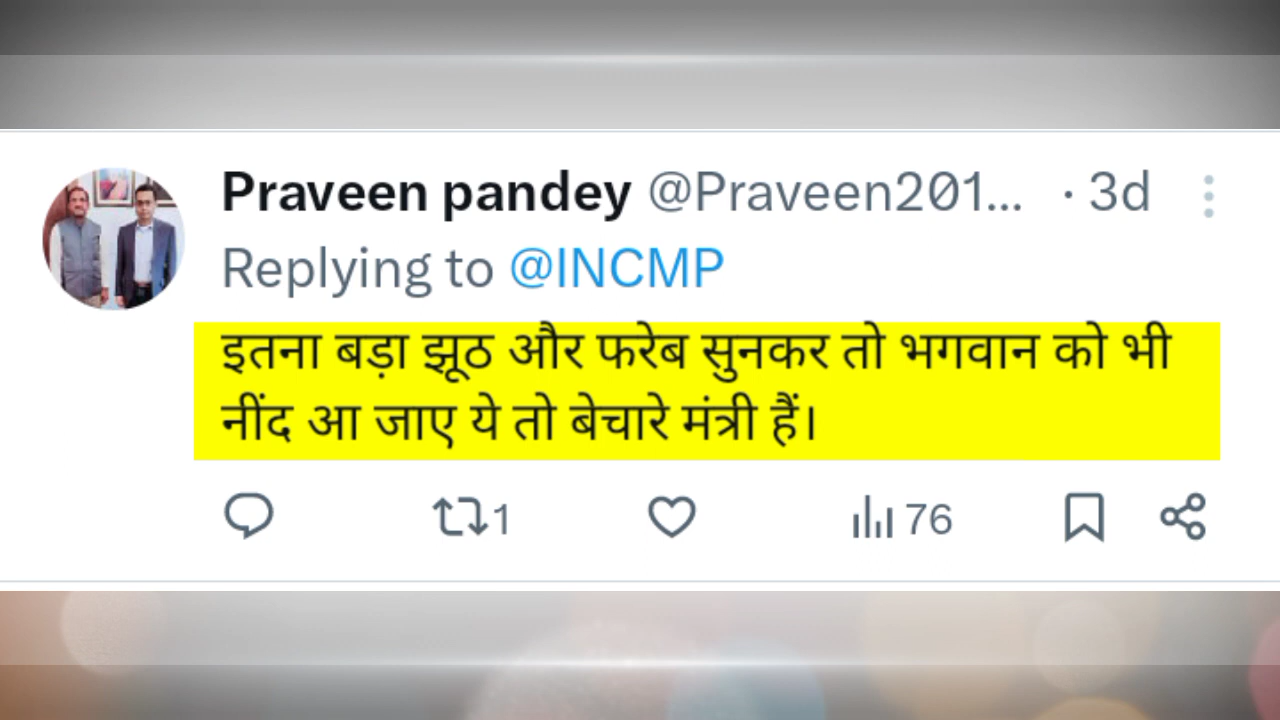 Praveen pandey @Praveen201... · 3d
Replying to @INCMP
इतना बड़ा झूठ और फरेब सुनकर तो भगवान को भी
नींद आ जाए ये तो बेचारे मंत्री हैं।
1 76